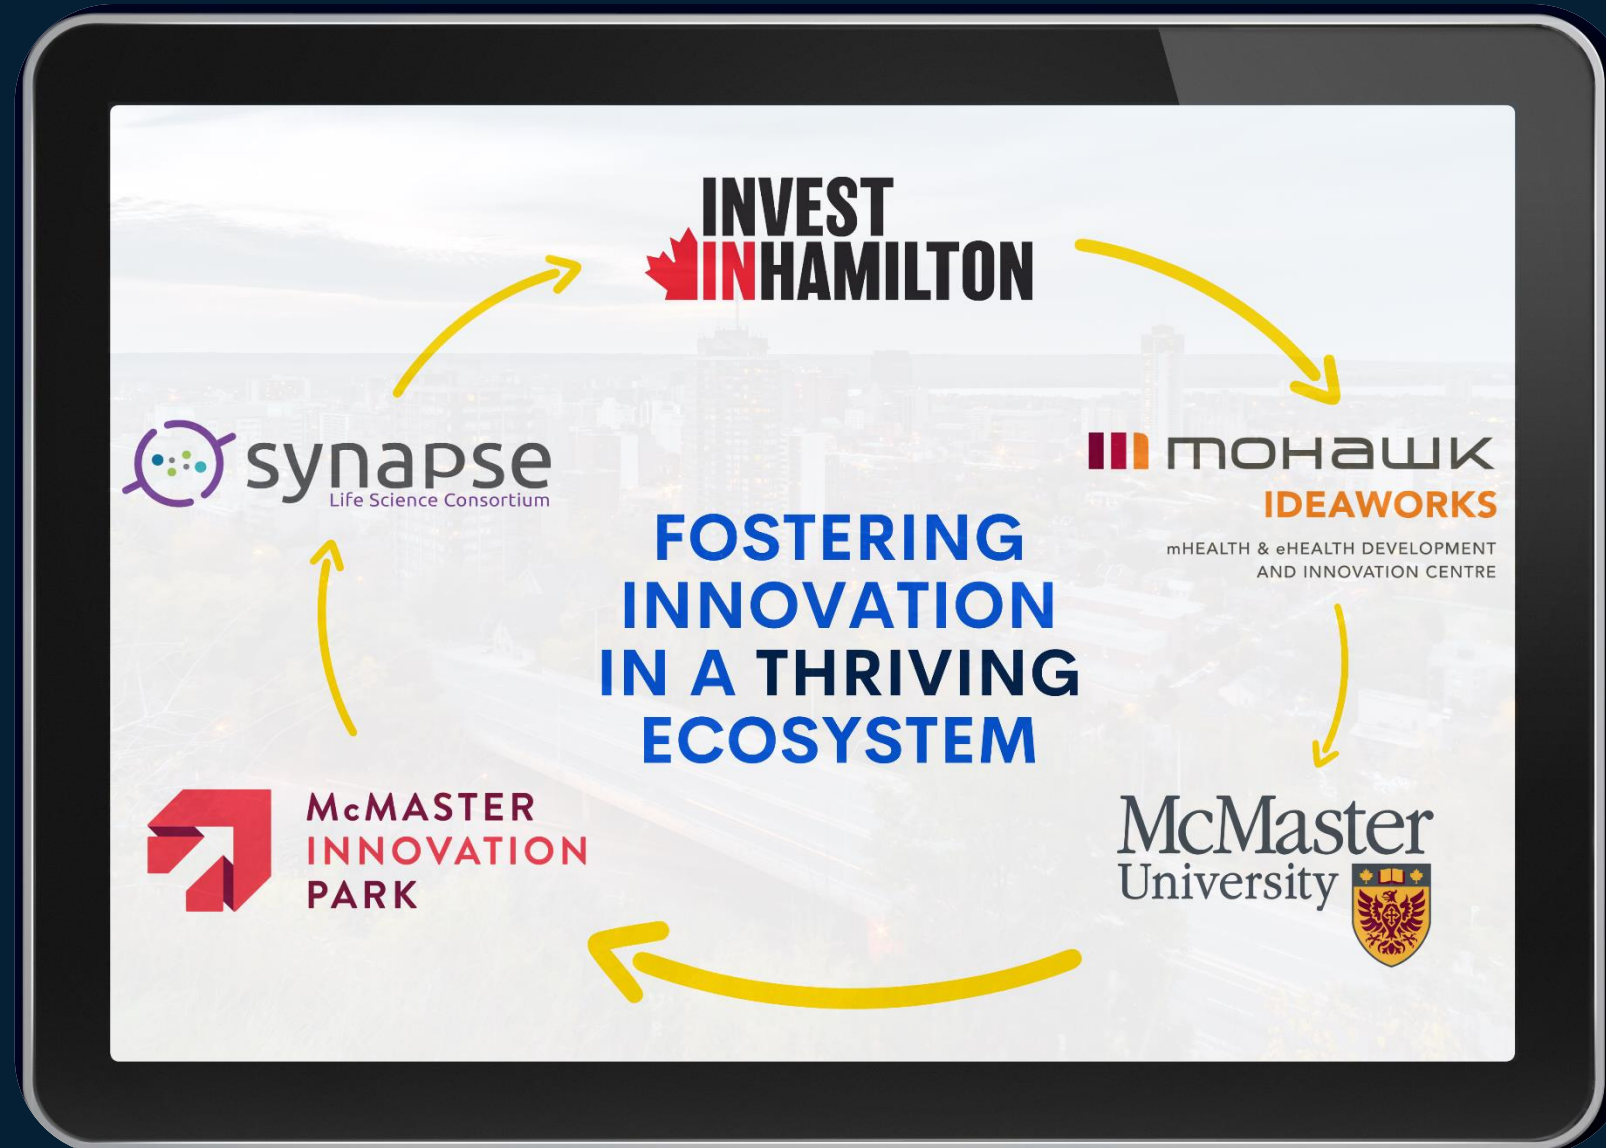 INVEST
INHAMILTON
synapse
Life Science Consortium
mohawk
IDEAWORKS
mHEALTH & eHEALTH DEVELOPMENT
AND INNOVATION CENTRE
FOSTERING
INNOVATION
IN A THRIVING
ECOSYSTEM
McMASTER
INNOVATION
PARK
McMaster
University